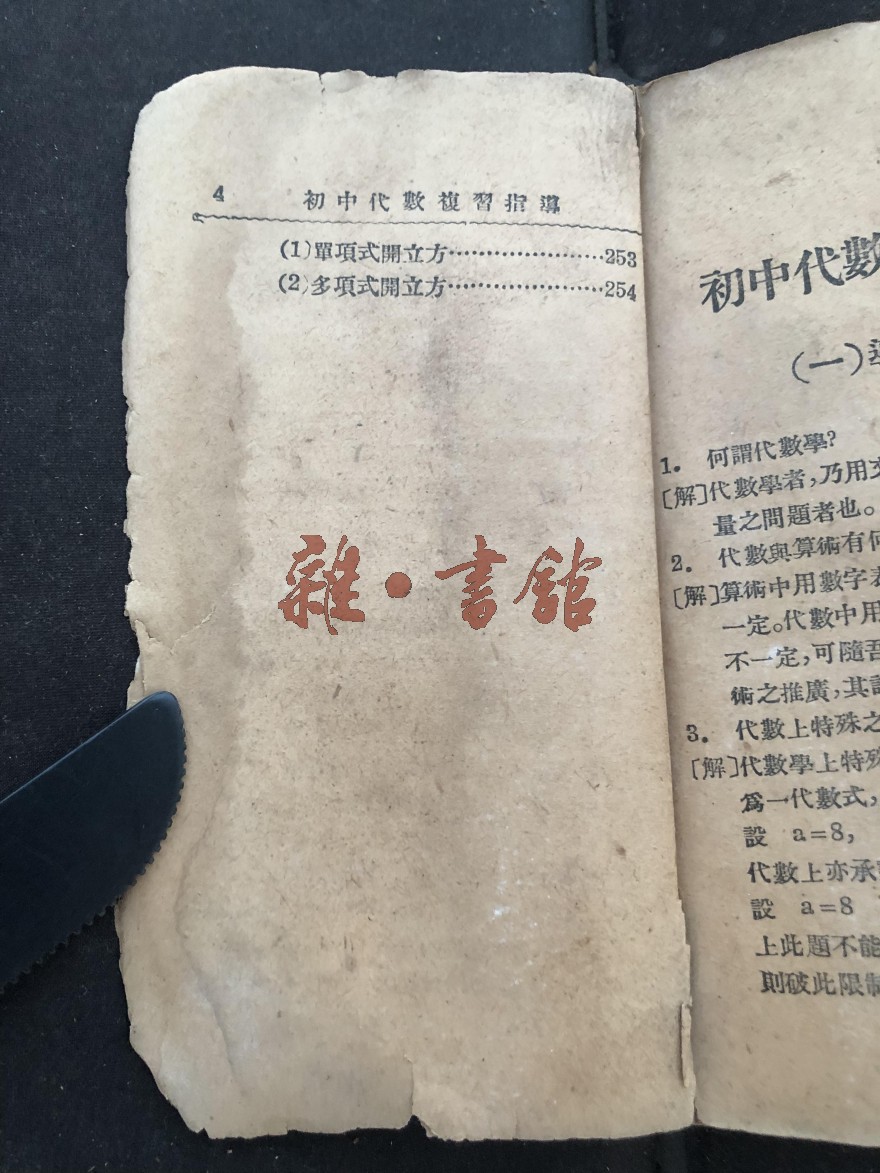 4 初中代數複習指導
(1)單項式開立方…………………253
(2)多項式開立方…………………254
雜•書館
初中代數
(一)
1. 何謂代數學?
[解]代數學者,乃用文
量之問題者也。
2. 代數與算術有何
[解]算術中用數字表
一定。代數中用
不一定,可隨吾
術之推廣,其
3. 代數上特殊之
[解]代數學上特殊
爲一代數式,
設 a=8,
代數上亦承
設 a=8
上此題不能
則破此限制